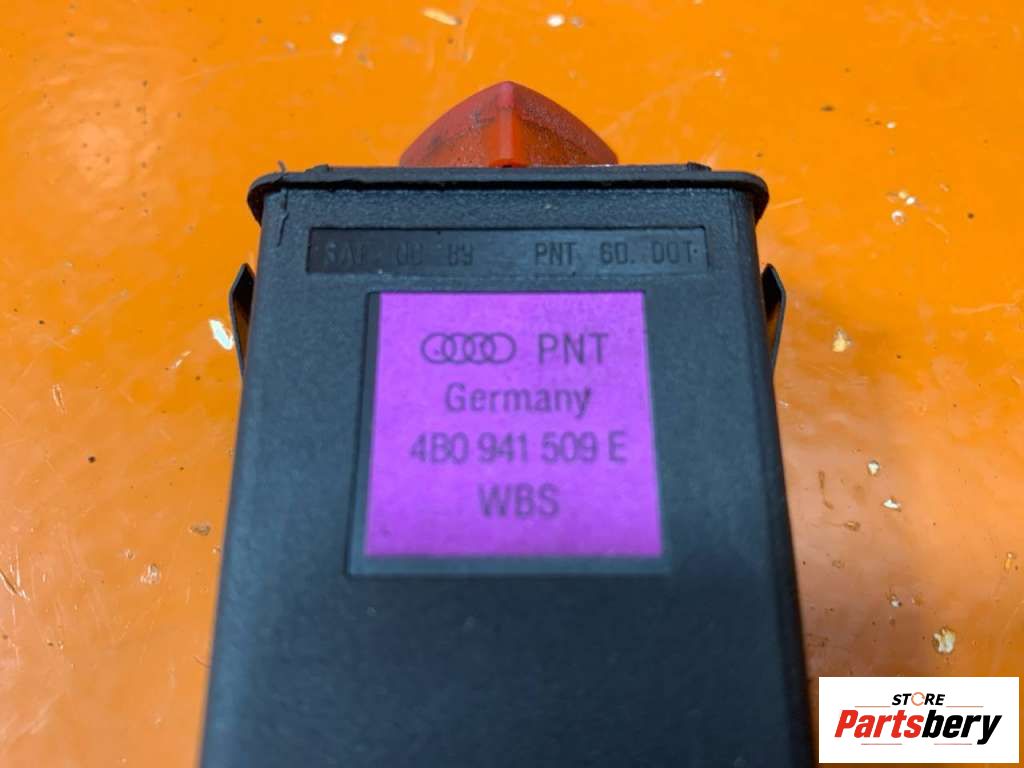 PNT 6D. DOT.
PNT
Germany
4B0 941 509 E
WBS
STORE
Partsbery